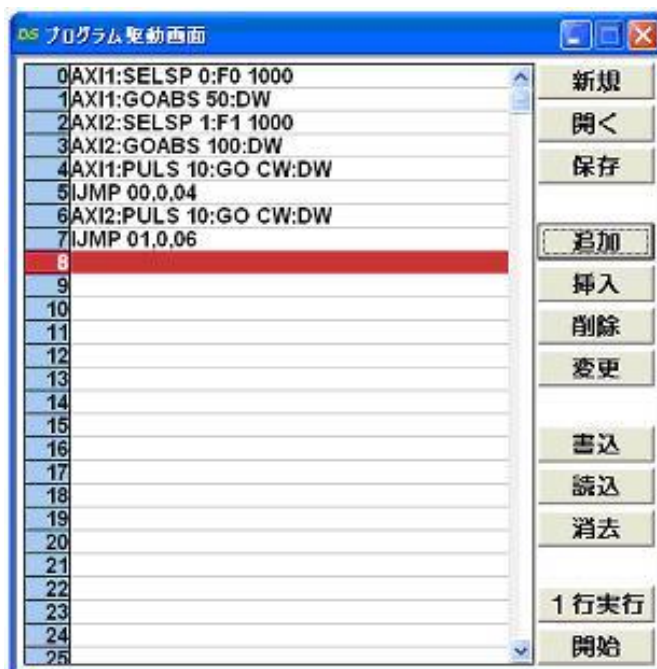 DS プログラム駆動画面
0 AXI1:SELSP 0:F0 1000
1 AXI1:GOABS 50:DW
2 AXI2:SELSP 1:F1 1000
3 AXI2:GOABS 100:DW
4 AXI1:PULS 10:GO CW:DW
5 IJMP 00,0,04
6 AXI2:PULS 10:GO CW:DW
7 IJMP 01,0,06
8
9
10
11
12
13
14
15
16
17
18
19
20
21
22
23
24
25
新規
開く
保存
追加
挿入
削除
変更
書込
読込
消去
1行実行
開始